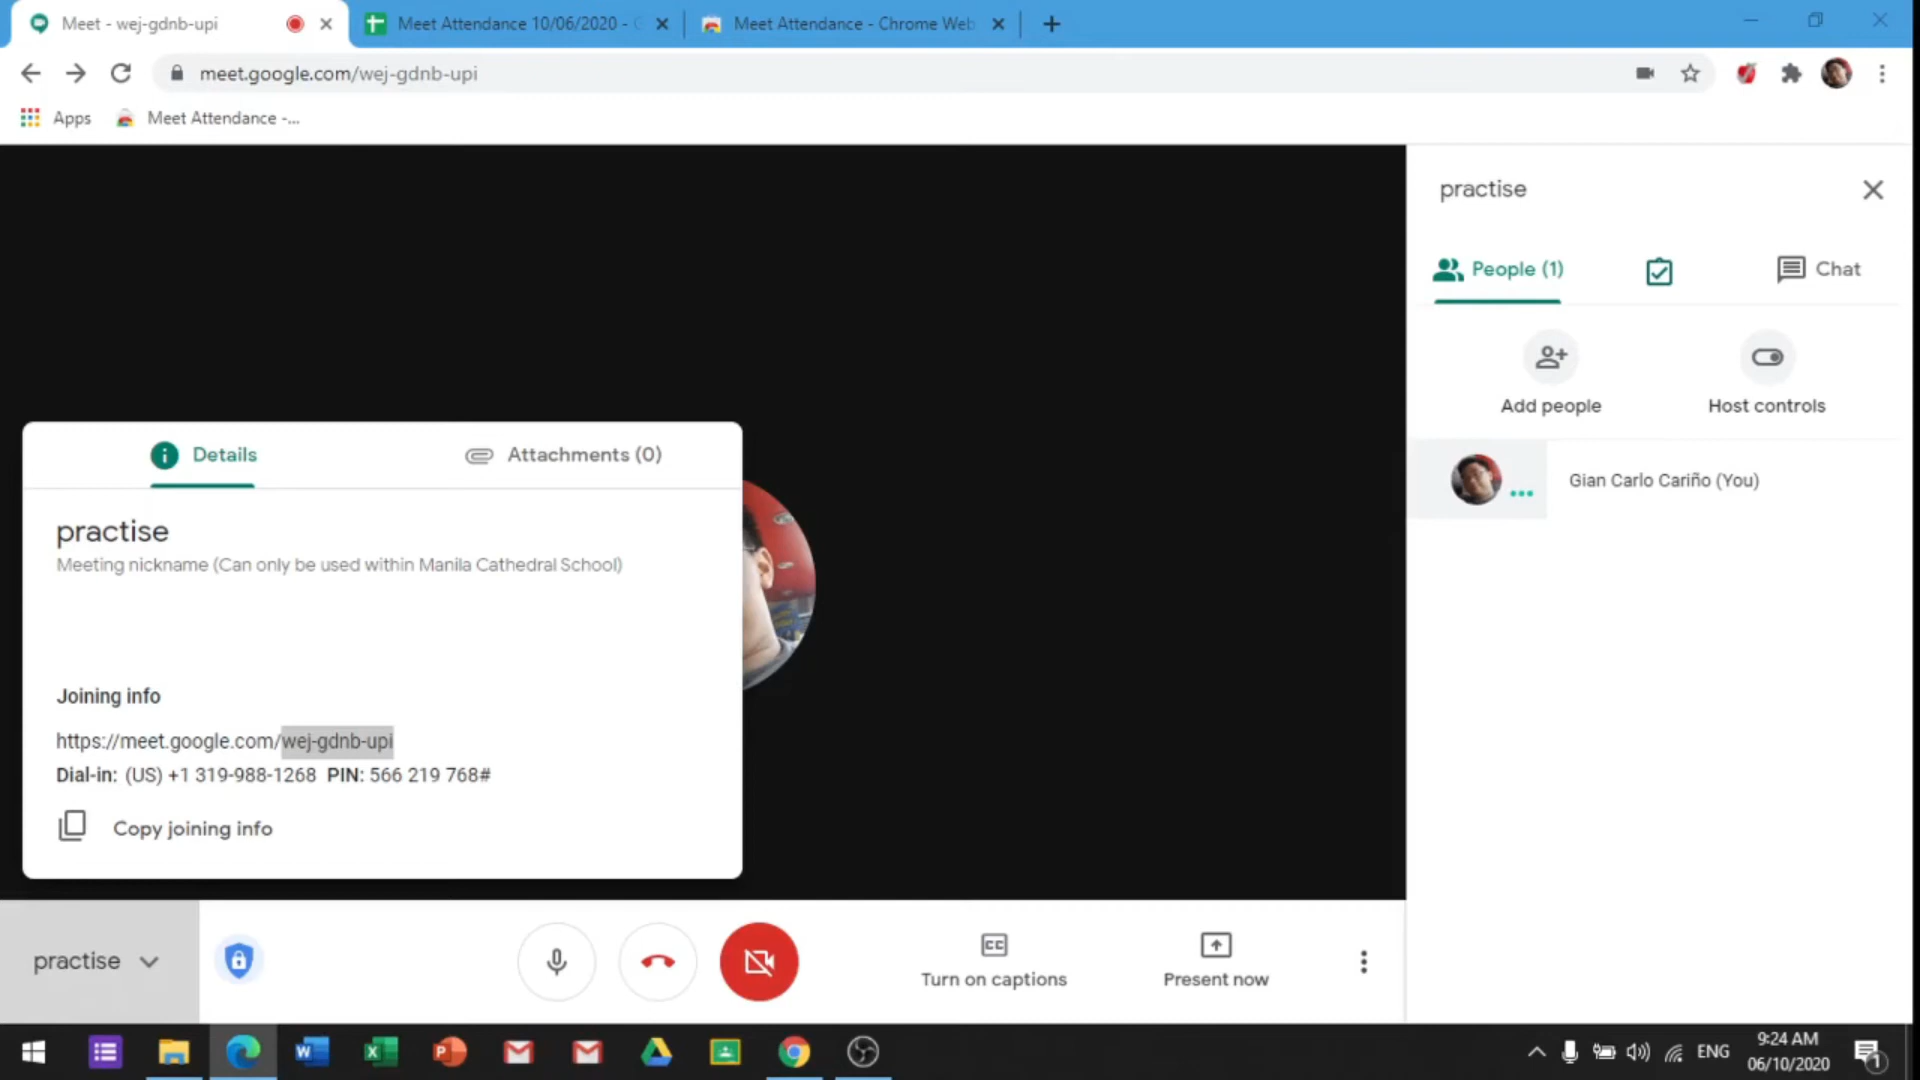 Meet - wej-gdnb-upi
Meet Attendance 10/06/2020 - G
Meet Attendance - Chrome Web
meet.google.com/wej-gdnb-upi
Apps
Meet Attendance -...
practise
People (1)
Chat
Add people
Host controls
Gian Carlo Cariño (You)
Details
Attachments (0)
practise
Meeting nickname (Can only be used within Manila Cathedral School)
Joining info
https://meet.google.com/wej-gdnb-upi
Dial-in: (US) +1 319-988-1268 PIN: 566 219 768#
Copy joining info
practise
CC
Turn on captions
Present now
ENG
9:24 AM
06/10/2020
1